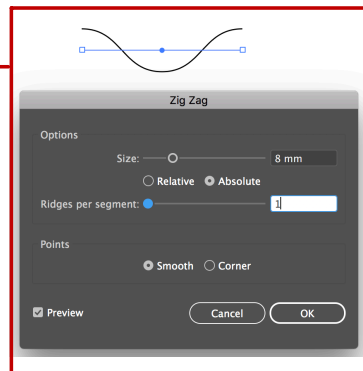 Zig Zag
Options
Size: 8 mm
Relative Absolute
Ridges per segment: 1
Points
Smooth Corner
Preview Cancel OK